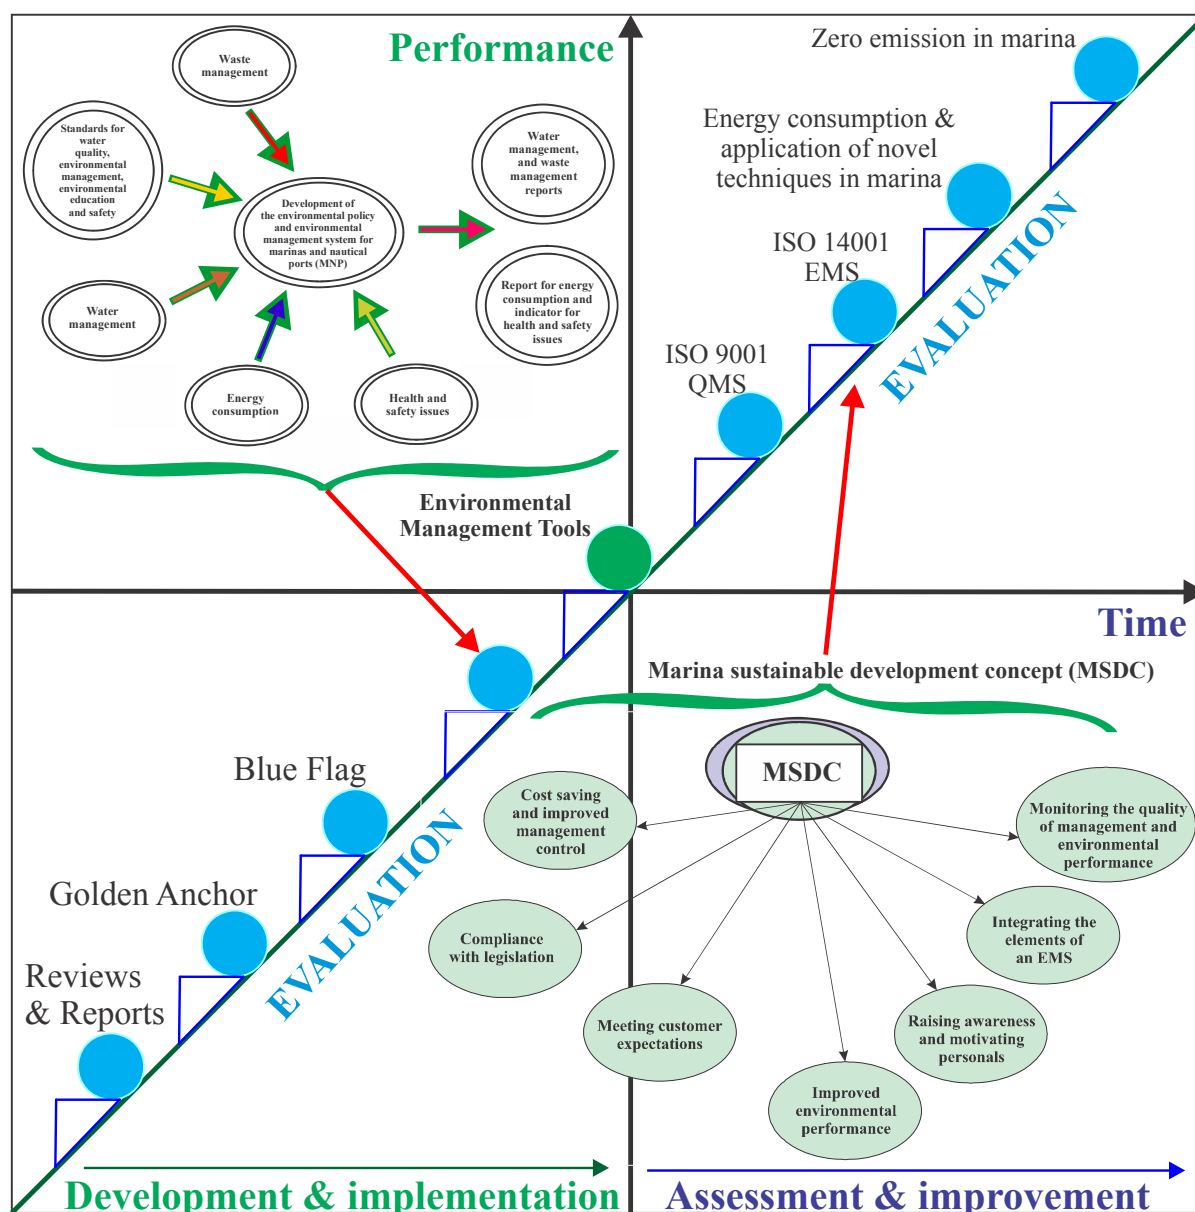 Performance
Waste
management
Standards for
water
quality,
environmental
management,
environmental
education
and safety
Water
management
Energy
consumption
Health and
safety issues
Development of
the environmental policy
and environmental
management system for
marinas and nautical
ports (MNP)
Water
management,
and waste
management
reports
Report for energy
consumption and
indicator for
health and safety
issues
Zero emission in marina
Energy consumption &
application of novel
techniques in marina
ISO 14001
EMS
ISO 9001
QMS
EVALUATION
Environmental
Management Tools
Time
Marina sustainable development concept (MSDC)
MSDC
Cost saving
and improved
management
control
Compliance
with legislation
Meeting customer
expectations
Improved
environmental
performance
Raising awareness
and motivating
personals
Integrating the
elements of
an EMS
Monitoring the quality
of management and
environmental
performance
Blue Flag
Golden Anchor
Reviews
& Reports
EVALUATION
Development & implementation
Assessment & improvement